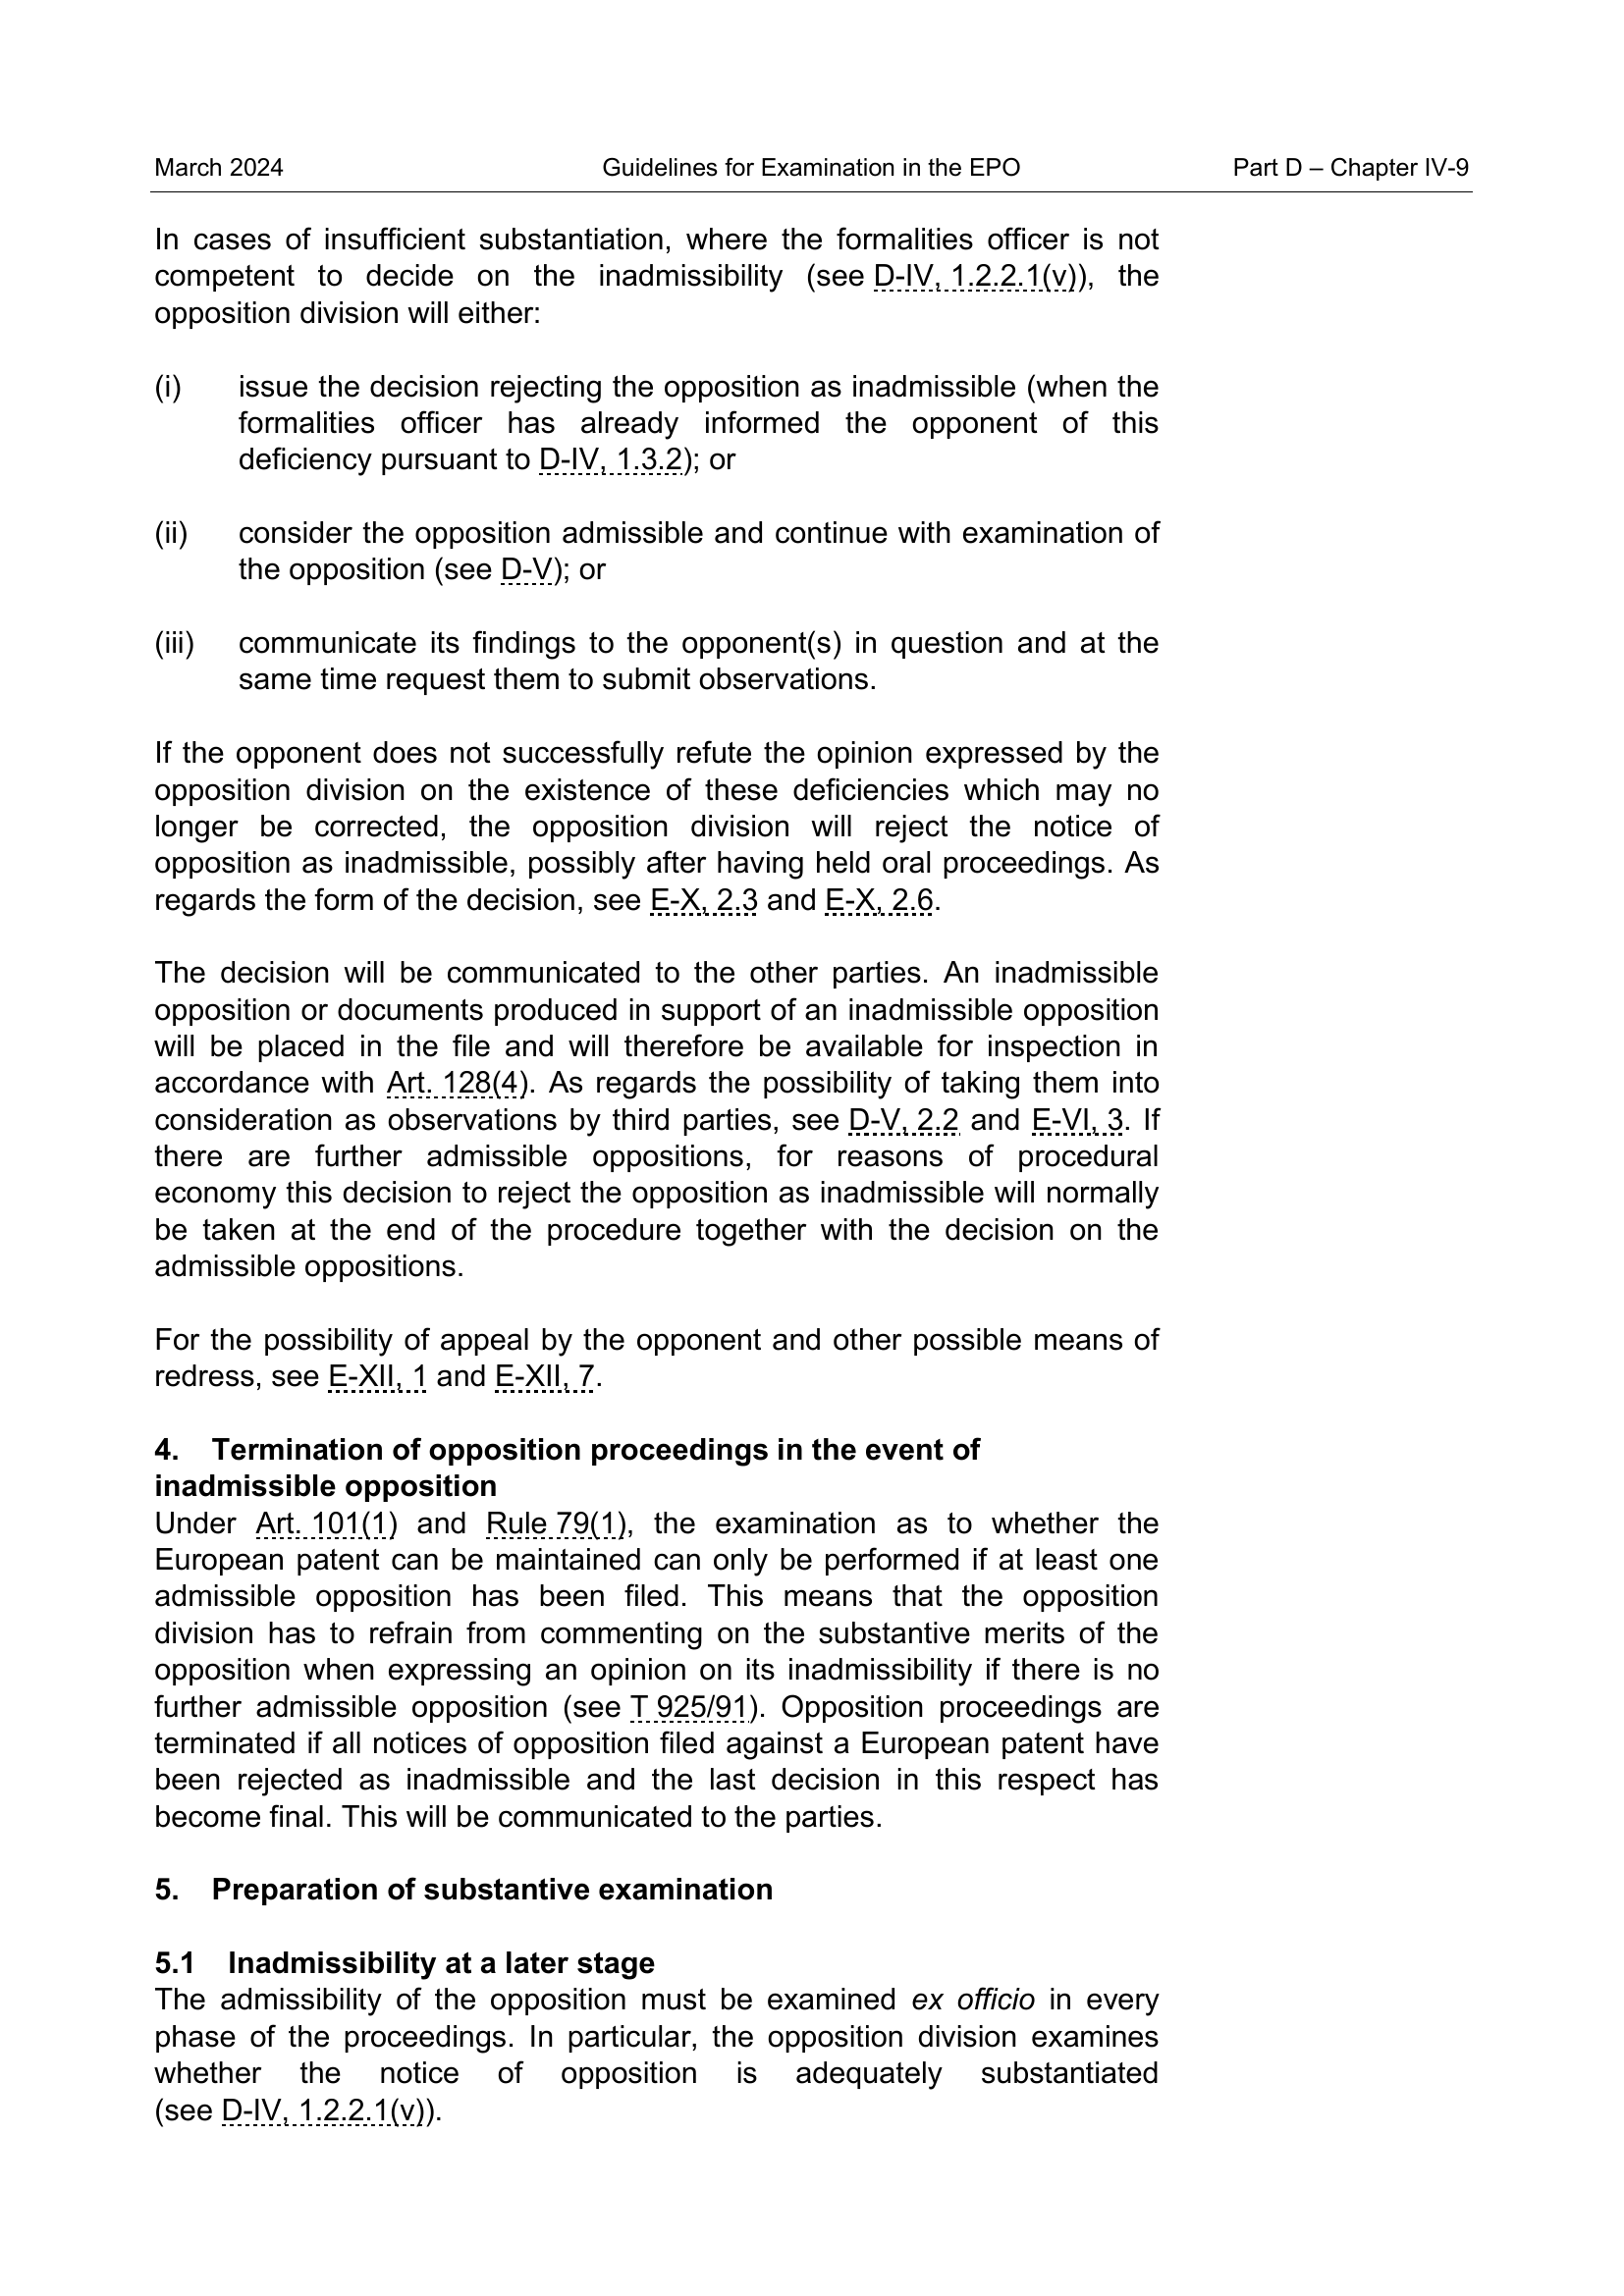 March 2024 Guidelines for Examination in the EPO Part D – Chapter IV-9
In cases of insufficient substantiation, where the formalities officer is not
competent to decide on the inadmissibility (see D-IV, 1.2.2.1(v)), the
opposition division will either:
(i) issue the decision rejecting the opposition as inadmissible (when the
formalities officer has already informed the opponent of this
deficiency pursuant to D-IV, 1.3.2); or
(ii) consider the opposition admissible and continue with examination of
the opposition (see D-V); or
(iii) communicate its findings to the opponent(s) in question and at the
same time request them to submit observations.
If the opponent does not successfully refute the opinion expressed by the
opposition division on the existence of these deficiencies which may no
longer be corrected, the opposition division will reject the notice of
opposition as inadmissible, possibly after having held oral proceedings. As
regards the form of the decision, see E-X, 2.3 and E-X, 2.6.
The decision will be communicated to the other parties. An inadmissible
opposition or documents produced in support of an inadmissible opposition
will be placed in the file and will therefore be available for inspection in
accordance with Art. 128(4). As regards the possibility of taking them into
consideration as observations by third parties, see D-V, 2.2 and E-VI, 3. If
there are further admissible oppositions, for reasons of procedural
economy this decision to reject the opposition as inadmissible will normally
be taken at the end of the procedure together with the decision on the
admissible oppositions.
For the possibility of appeal by the opponent and other possible means of
redress, see E-XII, 1 and E-XII, 7.
4. Termination of opposition proceedings in the event of
inadmissible opposition
Under Art. 101(1) and Rule 79(1), the examination as to whether the
European patent can be maintained can only be performed if at least one
admissible opposition has been filed. This means that the opposition
division has to refrain from commenting on the substantive merits of the
opposition when expressing an opinion on its inadmissibility if there is no
further admissible opposition (see T 925/91). Opposition proceedings are
terminated if all notices of opposition filed against a European patent have
been rejected as inadmissible and the last decision in this respect has
become final. This will be communicated to the parties.
5. Preparation of substantive examination
5.1 Inadmissibility at a later stage
The admissibility of the opposition must be examined ex officio in every
phase of the proceedings. In particular, the opposition division examines
whether the notice of opposition is adequately substantiated
(see D-IV, 1.2.2.1(v)).